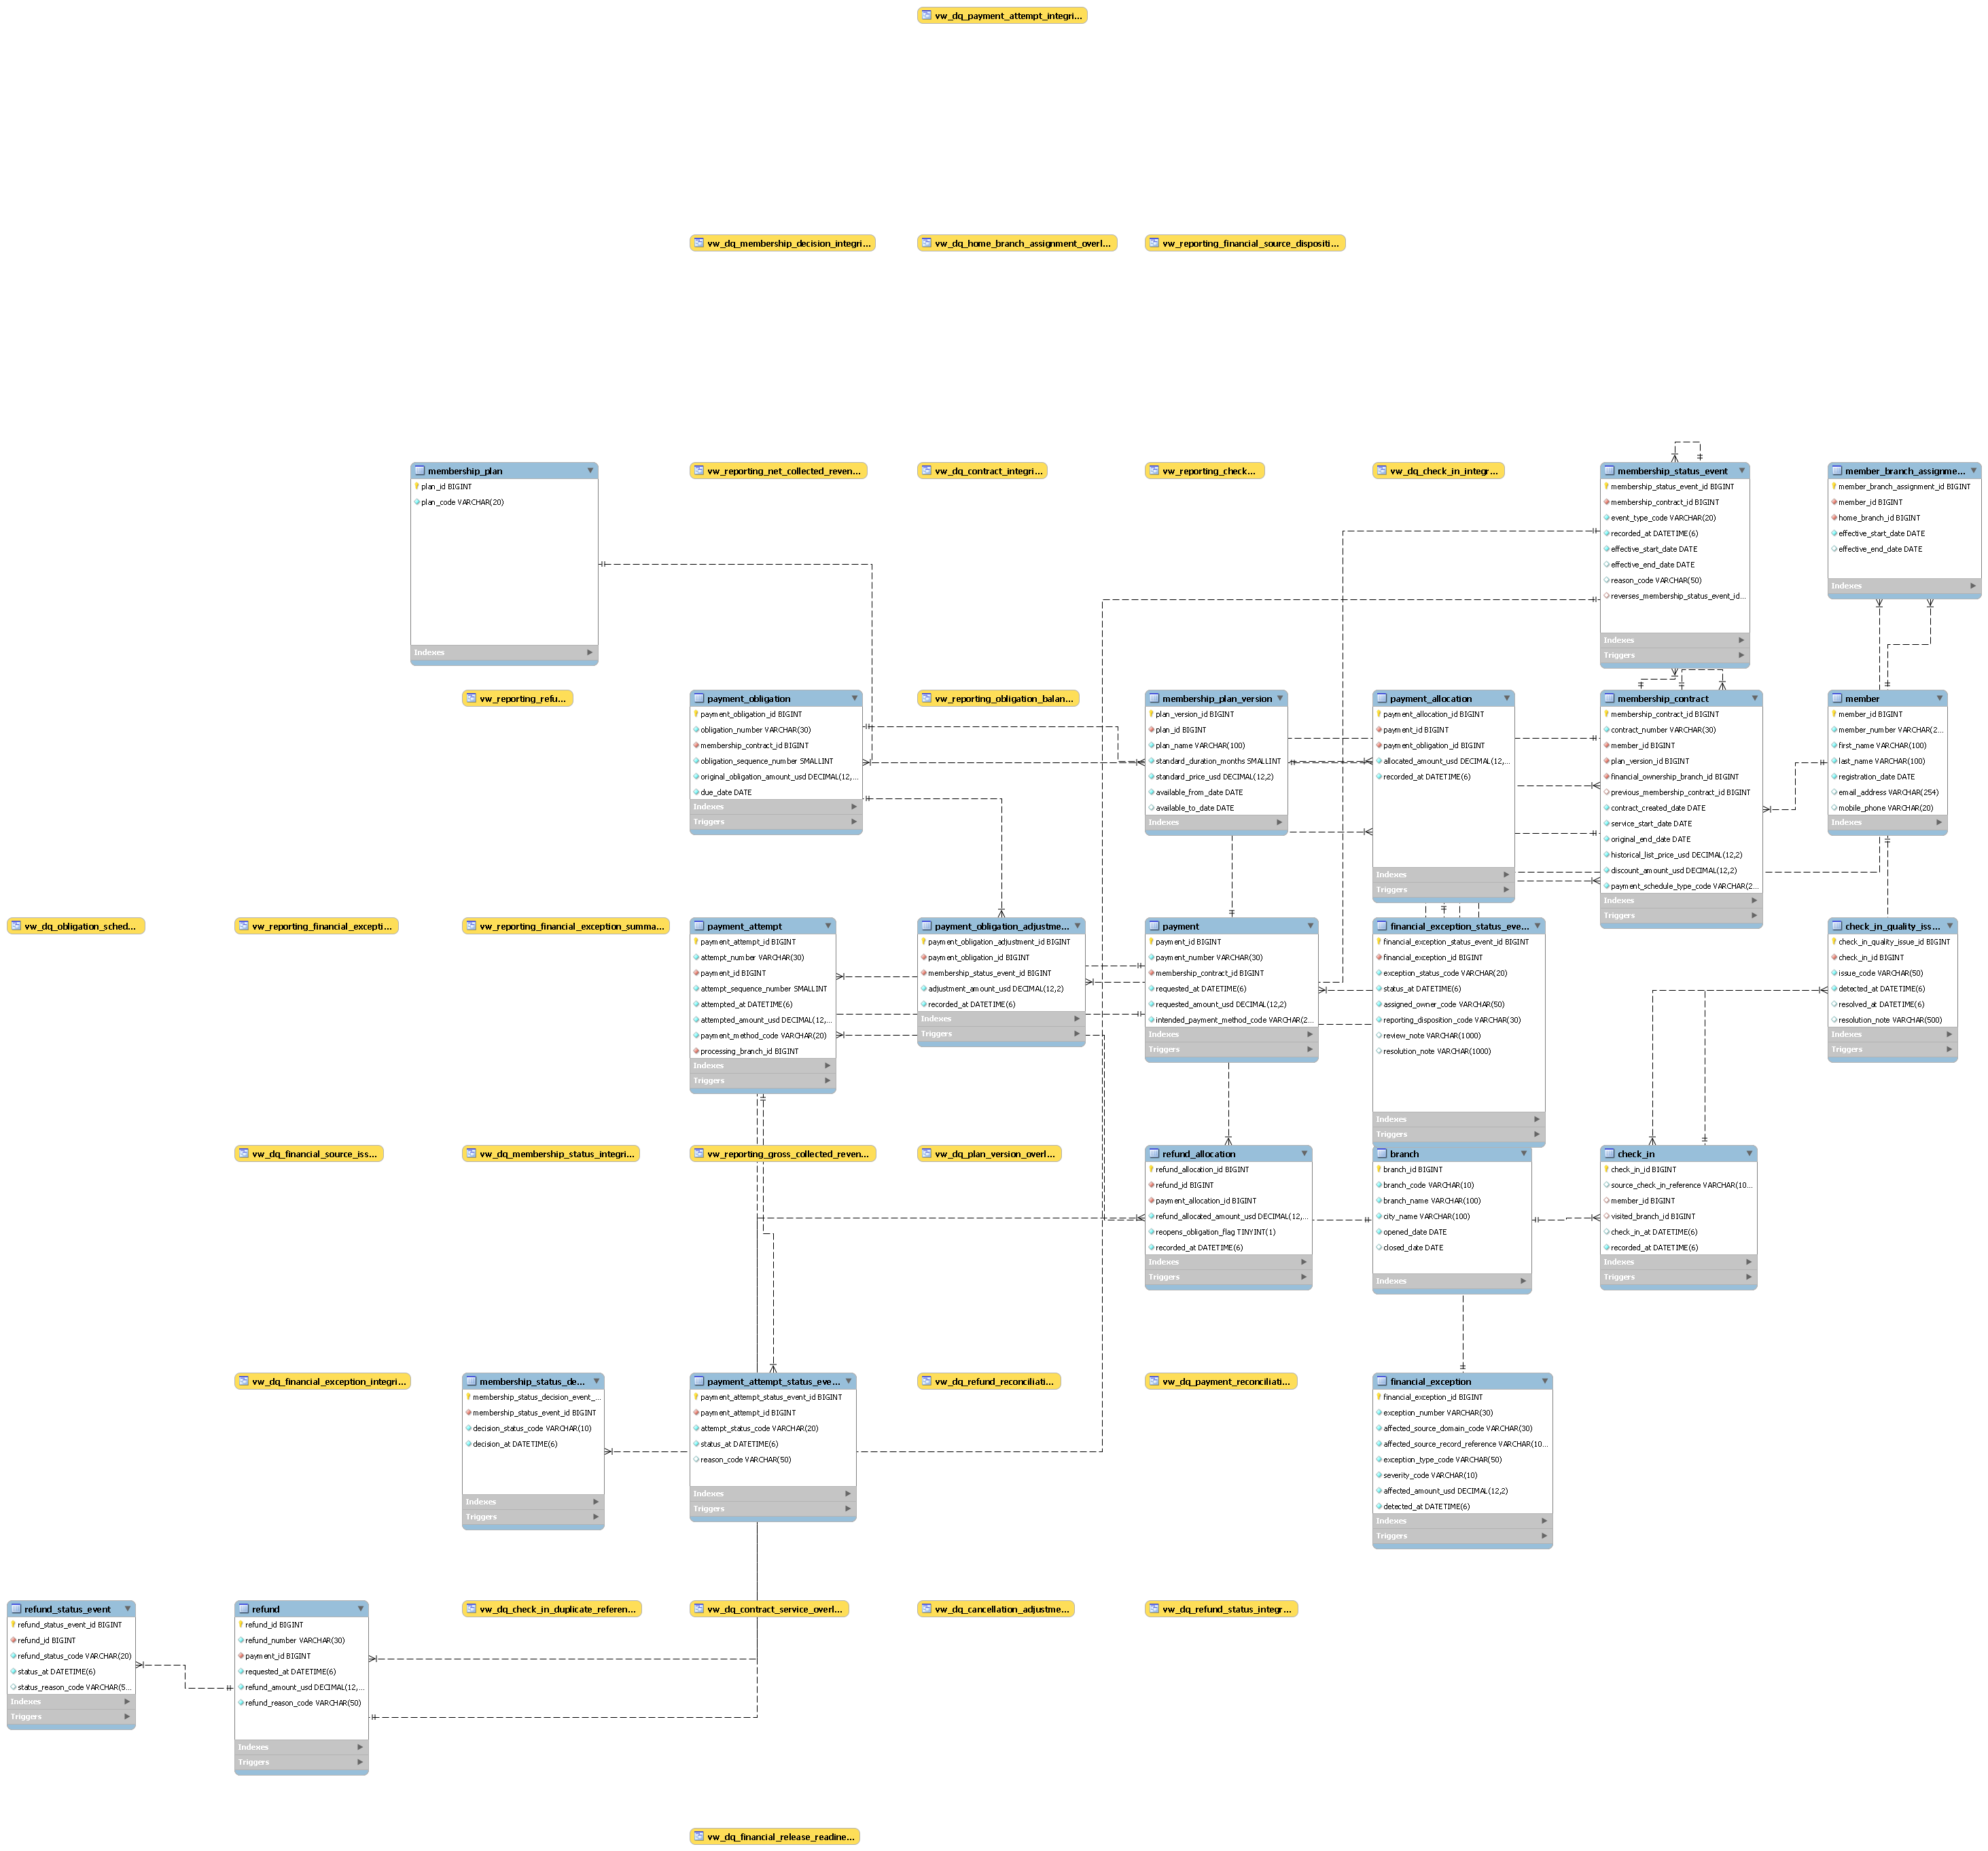 vw_dq_payment_attempt_integri...
vw_dq_membership_decision_integri...
vw_dq_home_branch_assignment_overl...
vw_reporting_financial_source_dispositi...
membership_plan
plan_id BIGINT
plan_code VARCHAR(20)
Indexes
vw_reporting_net_collected_reven...
vw_dq_contract_integri...
vw_reporting_check...
vw_dq_check_in_integr...
membership_status_event
membership_status_event_id BIGINT
membership_contract_id BIGINT
event_type_code VARCHAR(20)
recorded_at DATETIME(6)
effective_start_date DATE
effective_end_date DATE
reason_code VARCHAR(50)
reverses_membership_status_event_id...
Indexes
Triggers
member_branch_assignme...
member_branch_assignment_id BIGINT
member_id BIGINT
home_branch_id BIGINT
effective_start_date DATE
effective_end_date DATE
Indexes
vw_reporting_refu...
payment_obligation
payment_obligation_id BIGINT
obligation_number VARCHAR(30)
membership_contract_id BIGINT
obligation_sequence_number SMALLINT
original_obligation_amount_usd DECIMAL(12,...
due_date DATE
Indexes
Triggers
vw_reporting_obligation_balan...
membership_plan_version
plan_version_id BIGINT
plan_id BIGINT
plan_name VARCHAR(100)
standard_duration_months SMALLINT
standard_price_usd DECIMAL(12,2)
available_from_date DATE
available_to_date DATE
Indexes
payment_allocation
payment_allocation_id BIGINT
payment_id BIGINT
payment_obligation_id BIGINT
allocated_amount_usd DECIMAL(12,...
recorded_at DATETIME(6)
Indexes
Triggers
membership_contract
membership_contract_id BIGINT
contract_number VARCHAR(30)
member_id BIGINT
plan_version_id BIGINT
financial_ownership_branch_id BIGINT
previous_membership_contract_id BIGINT
contract_created_date DATE
service_start_date DATE
original_end_date DATE
historical_list_price_usd DECIMAL(12,2)
discount_amount_usd DECIMAL(12,2)
payment_schedule_type_code VARCHAR(2...
Indexes
Triggers
member
member_id BIGINT
member_number VARCHAR(2...
first_name VARCHAR(100)
last_name VARCHAR(100)
registration_date DATE
email_address VARCHAR(254)
mobile_phone VARCHAR(20)
Indexes
vw_dq_obligation_sched...
vw_reporting_financial_excepti...
vw_reporting_financial_exception_summa...
payment_attempt
payment_attempt_id BIGINT
attempt_number VARCHAR(30)
payment_id BIGINT
attempt_sequence_number SMALLINT
attempted_at DATETIME(6)
attempted_amount_usd DECIMAL(12,...
payment_method_code VARCHAR(20)
processing_branch_id BIGINT
Indexes
Triggers
payment_obligation_adjustme...
payment_obligation_adjustment_id BIGINT
payment_obligation_id BIGINT
membership_status_event_id BIGINT
adjustment_amount_usd DECIMAL(12,2)
recorded_at DATETIME(6)
Indexes
Triggers
payment
payment_id BIGINT
payment_number VARCHAR(30)
membership_contract_id BIGINT
requested_at DATETIME(6)
requested_amount_usd DECIMAL(12,2)
intended_payment_method_code VARCHAR(2...
Indexes
Triggers
financial_exception_status_eve...
financial_exception_status_event_id BIGINT
financial_exception_id BIGINT
exception_status_code VARCHAR(20)
status_at DATETIME(6)
assigned_owner_code VARCHAR(50)
reporting_disposition_code VARCHAR(30)
review_note VARCHAR(1000)
resolution_note VARCHAR(1000)
Indexes
Triggers
check_in_quality_iss...
check_in_quality_issue_id BIGINT
check_in_id BIGINT
issue_code VARCHAR(50)
detected_at DATETIME(6)
resolved_at DATETIME(6)
resolution_note VARCHAR(500)
Indexes
Triggers
vw_dq_financial_source_iss...
vw_dq_membership_status_integri...
vw_reporting_gross_collected_reven...
vw_dq_plan_version_overl...
refund_allocation
refund_allocation_id BIGINT
refund_id BIGINT
payment_allocation_id BIGINT
refund_allocated_amount_usd DECIMAL(12,...
reopens_obligation_flag TINYINT(1)
recorded_at DATETIME(6)
Indexes
Triggers
branch
branch_id BIGINT
branch_code VARCHAR(10)
branch_name VARCHAR(100)
city_name VARCHAR(100)
opened_date DATE
closed_date DATE
Indexes
check_in
check_in_id BIGINT
source_check_in_reference VARCHAR(10...
member_id BIGINT
visited_branch_id BIGINT
check_in_at DATETIME(6)
recorded_at DATETIME(6)
Indexes
Triggers
vw_dq_financial_exception_integri...
membership_status_de...
membership_status_decision_event_...
membership_status_event_id BIGINT
decision_status_code VARCHAR(10)
decision_at DATETIME(6)
Indexes
Triggers
payment_attempt_status_eve...
payment_attempt_status_event_id BIGINT
payment_attempt_id BIGINT
attempt_status_code VARCHAR(20)
status_at DATETIME(6)
reason_code VARCHAR(50)
Indexes
Triggers
vw_dq_refund_reconciliati...
vw_dq_payment_reconciliati...
financial_exception
financial_exception_id BIGINT
exception_number VARCHAR(30)
affected_source_domain_code VARCHAR(30)
affected_source_record_reference VARCHAR(10...
exception_type_code VARCHAR(50)
severity_code VARCHAR(10)
affected_amount_usd DECIMAL(12,2)
detected_at DATETIME(6)
Indexes
Triggers
refund_status_event
refund_status_event_id BIGINT
refund_id BIGINT
refund_status_code VARCHAR(20)
status_at DATETIME(6)
status_reason_code VARCHAR(5...
Indexes
Triggers
refund
refund_id BIGINT
refund_number VARCHAR(30)
payment_id BIGINT
requested_at DATETIME(6)
refund_amount_usd DECIMAL(12,...
refund_reason_code VARCHAR(50)
Indexes
Triggers
vw_dq_check_in_duplicate_referen...
vw_dq_contract_service_overl...
vw_dq_cancellation_adjustme...
vw_dq_refund_status_integr...
vw_dq_financial_release_readine...